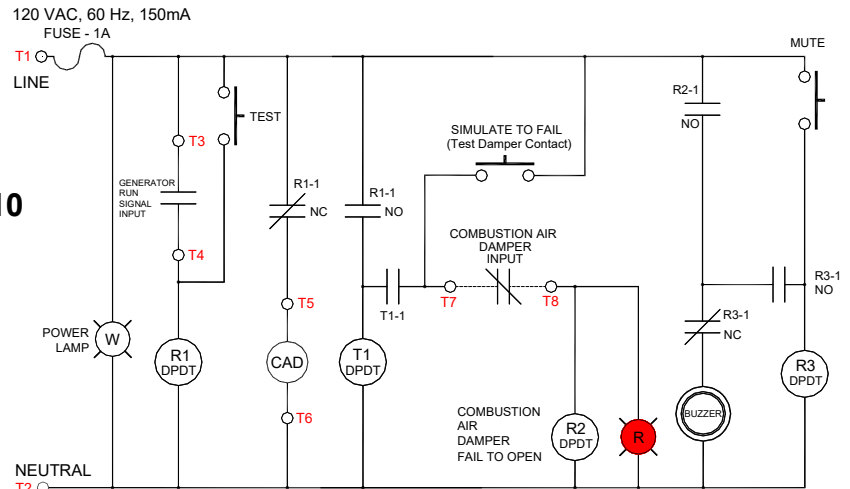 120 VAC, 60 Hz, 150mA
FUSE - 1A
T1
LINE
MUTE
R2-1
NO
TEST
SIMULATE TO FAIL
(Test Damper Contact)
T3
GENERATOR
RUN
SIGNAL
INPUT
R1-1
NC
R1-1
NO
10
COMBUSTION AIR
DAMPER
INPUT
T4
T5
T1-1
T7
T8
R3-1
NO
R3-1
NC
POWER
LAMP
W
R1
DPDT
CAD
T1
DPDT
R3
DPDT
T6
COMBUSTION
AIR
DAMPER
FAIL TO OPEN
R2
DPDT
R
BUZZER
NEUTRAL
T2